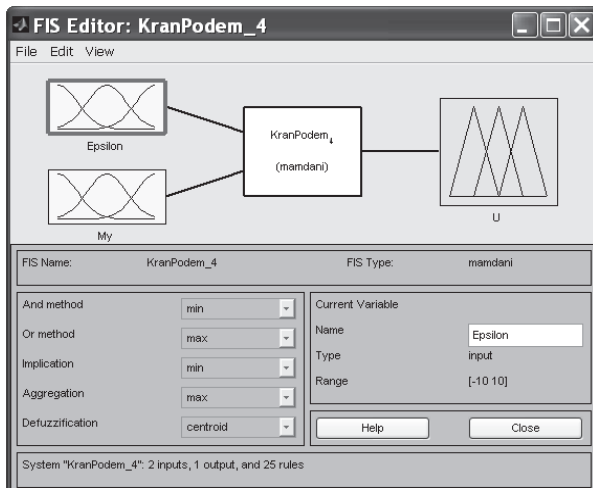 FIS Editor: KranPodem_4
File Edit View
Epsilon
My
KranPodem4
(mamdani)
U
FIS Name: KranPodem_4 FIS Type: mamdani
And method min
Or method max
Implication min
Aggregation max
Defuzzification centroid
Current Variable
Name Epsilon
Type input
Range [-10 10]
Help Close
System "KranPodem_4": 2 inputs, 1 output, and 25 rules